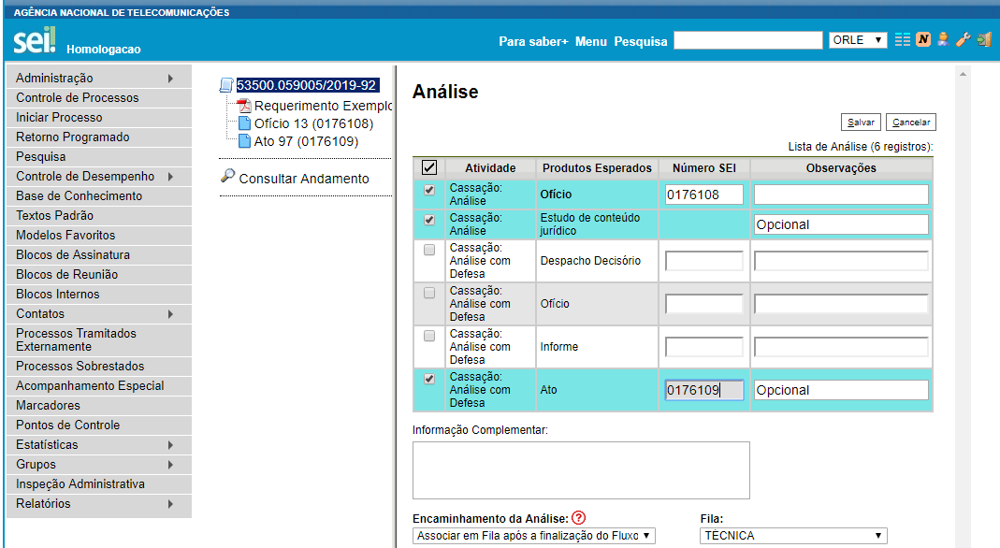 AGÊNCIA NACIONAL DE TELECOMUNICAÇÕES
sei!
Homologacao
Para saber+ Menu Pesquisa
ORLE
N
Administração
Controle de Processos
Iniciar Processo
Retorno Programado
Pesquisa
Controle de Desempenho
Base de Conhecimento
Textos Padrão
Modelos Favoritos
Blocos de Assinatura
Blocos de Reunião
Blocos Internos
Contatos
Processos Tramitados
Externamente
Processos Sobrestados
Acompanhamento Especial
Marcadores
Pontos de Controle
Estatísticas
Grupos
Inspeção Administrativa
Relatórios
53500.059005/2019-92
Requerimento Exemplo
Ofício 13 (0176108)
Ato 97 (0176109)
Consultar Andamento
Análise
Salvar Cancelar
Lista de Análise (6 registros):
Atividade Produtos Esperados Número SEI Observações
Cassação:
Análise
Ofício
0176108
Cassação:
Análise
Estudo de conteúdo
jurídico
Opcional
Cassação:
Análise com
Defesa
Despacho Decisório
Cassação:
Análise com
Defesa
Ofício
Cassação:
Análise com
Defesa
Informe
Cassação:
Análise com
Defesa
Ato
0176109
Opcional
Informação Complementar:
Encaminhamento da Análise: ?
Associar em Fila após a finalização do Fluxo
Fila:
TÉCNICA